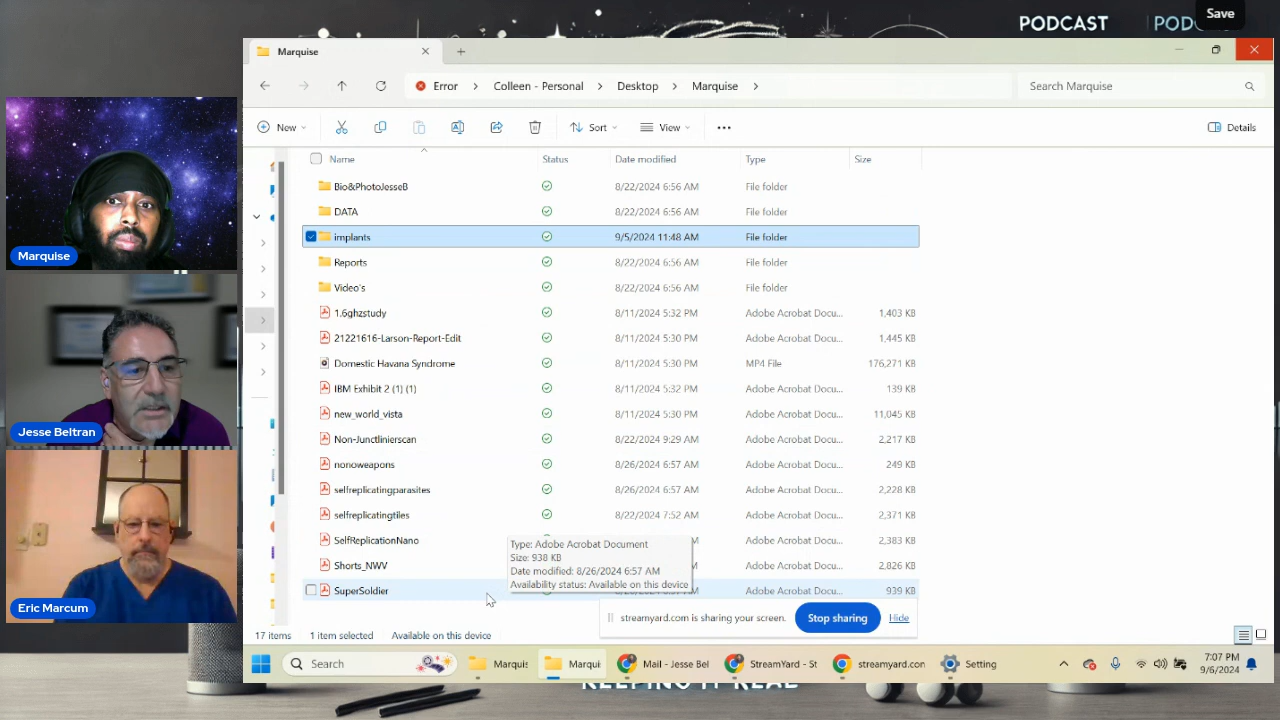 PODCAST
Save
Marquise
Error
Colleen - Personal
Desktop
Marquise
Search Marquise
New
Sort
View
Details
Name Status Date modified Type Size
Bio&PhotoJesseB 8/22/2024 6:56 AM File folder
DATA 8/22/2024 6:56 AM File folder
implants 9/5/2024 11:48 AM File folder
Reports 8/22/2024 6:56 AM File folder
Video's 8/22/2024 6:56 AM File folder
1.6ghzstudy 8/11/2024 5:32 PM Adobe Acrobat Docu... 1,403 KB
21221616-Larson-Report-Edit 8/11/2024 5:30 PM Adobe Acrobat Docu... 1,445 KB
Domestic Havana Syndrome 8/11/2024 5:30 PM MP4 File 176,271 KB
IBM Exhibit 2 (1) (1) 8/11/2024 5:32 PM Adobe Acrobat Docu... 139 KB
new_world_vista 8/11/2024 5:30 PM Adobe Acrobat Docu... 11,045 KB
Non-Junctlinierscan 8/22/2024 9:29 AM Adobe Acrobat Docu... 2,217 KB
nonoweapons 8/26/2024 6:57 AM Adobe Acrobat Docu... 249 KB
selfreplicatingparasites 8/26/2024 6:57 AM Adobe Acrobat Docu... 2,228 KB
selfreplicatingtiles 8/22/2024 7:52 AM Adobe Acrobat Docu... 2,371 KB
SelfReplicationNano Adobe Acrobat Docu... 2,383 KB
Shorts_NWV Adobe Acrobat Docu... 2,826 KB
SuperSoldier Adobe Acrobat Docu... 939 KB
Type: Adobe Acrobat Document
Size: 938 KB
Date modified: 8/26/2024 6:57 AM
Availability status: Available on this device
streamyard.com is sharing your screen.
Stop sharing
Hide
17 items
1 item selected
Available on this device
Search
Marquis
Marqui
Mail - Jesse Bel
StreamYard - St
streamyard.con
Setting
7:07 PM
9/6/2024
Marquise
Jesse Beltran
Eric Marcum
KEEPING IT REAL